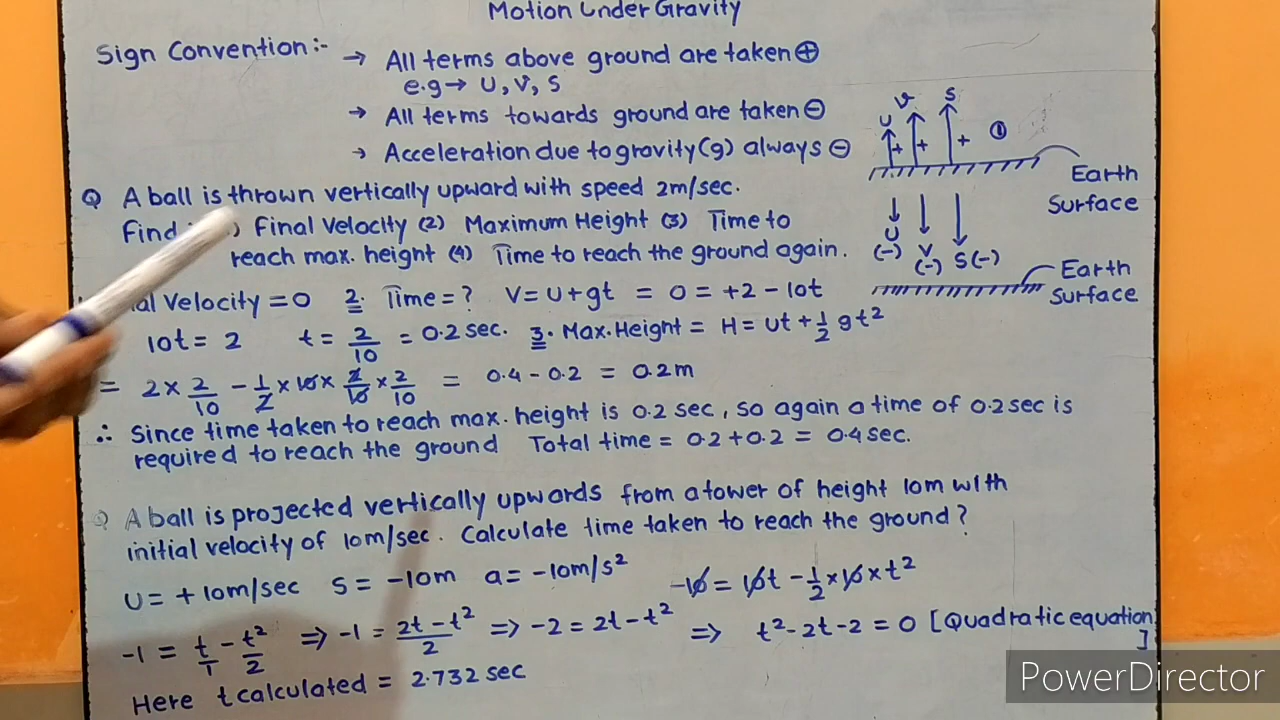 Motion Under Gravity
Sign Convention:- → All terms above ground are taken ⊕
e.g → U, V, S
→ All terms towards ground are taken ⊖
→ Acceleration due to gravity (g) always ⊖
U V S
+ + + ①
Earth
Surface
U V S(-)
(-) (-)
Earth
Surface
Q A ball is thrown vertically upward with speed 2m/sec.
Find Final Velocity (2) Maximum Height (3) Time to
reach max. height (4) Time to reach the ground again.
Velocity = 0 2. Time = ? V = U + gt = 0 = +2 - 10t
10t = 2 t = 2/10 = 0.2 sec. 3. Max. Height = H = Ut + 1/2 gt²
= 2 × 2/10 - 1/2 × 10 × 2/10 × 2/10 = 0.4 - 0.2 = 0.2m
∴ Since time taken to reach max. height is 0.2 sec, so again a time of 0.2 sec is
required to reach the ground Total time = 0.2 + 0.2 = 0.4 sec.
Q A ball is projected vertically upwards from a tower of height 10m with
initial velocity of 10m/sec. Calculate time taken to reach the ground?
U = +10m/sec S = -10m a = -10m/s² -10 = 10t - 1/2 × 10 × t²
-1 = t/1 - t²/2 ⇒ -1 = 2t - t²/2 ⇒ -2 = 2t - t² ⇒ t² - 2t - 2 = 0 [Quadratic equation
]
Here t calculated = 2.732 sec
PowerDirector